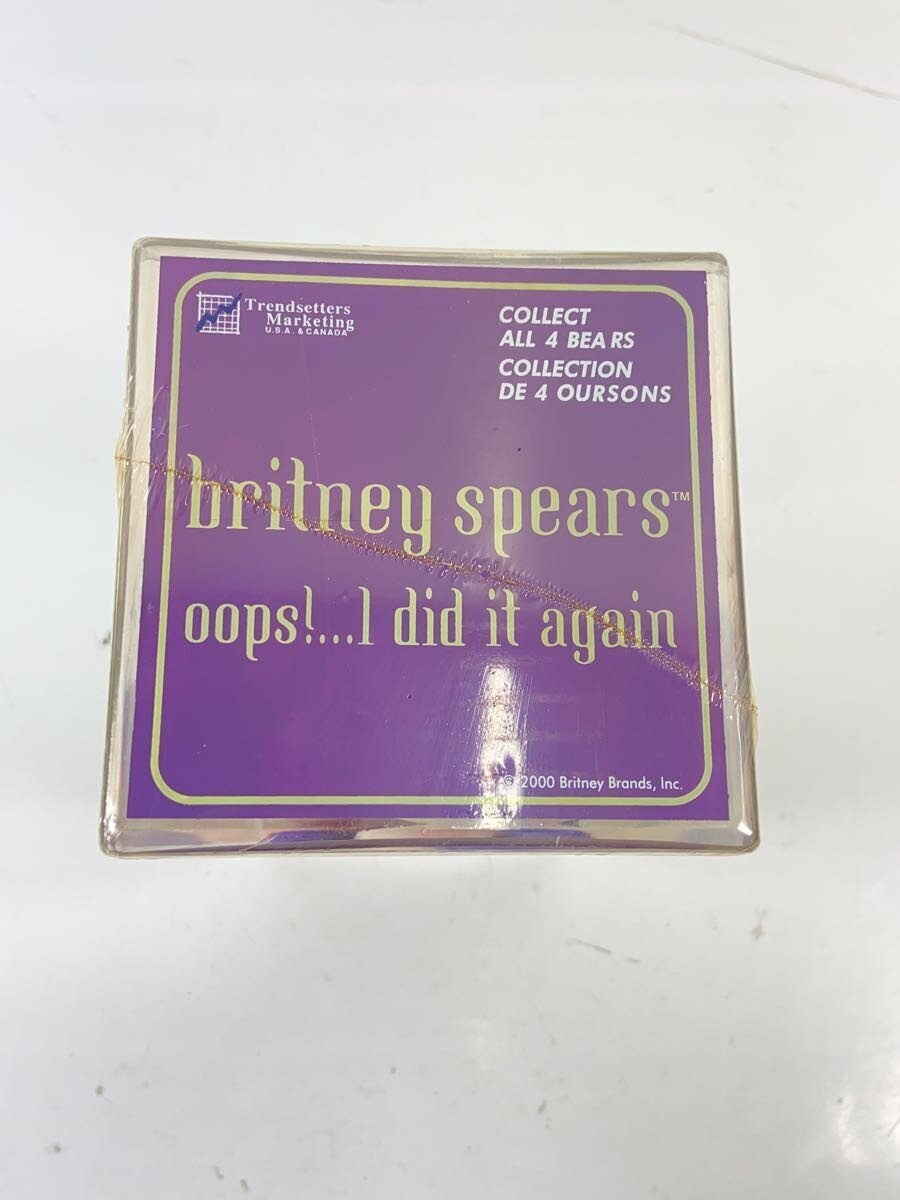 Trendsetters
Marketing
U.S.A. & CANADA
COLLECT
ALL 4 BEARS
COLLECTION
DE 4 OURSONS
britney spears™
oops!...I did it again
© 2000 Britney Brands, Inc.